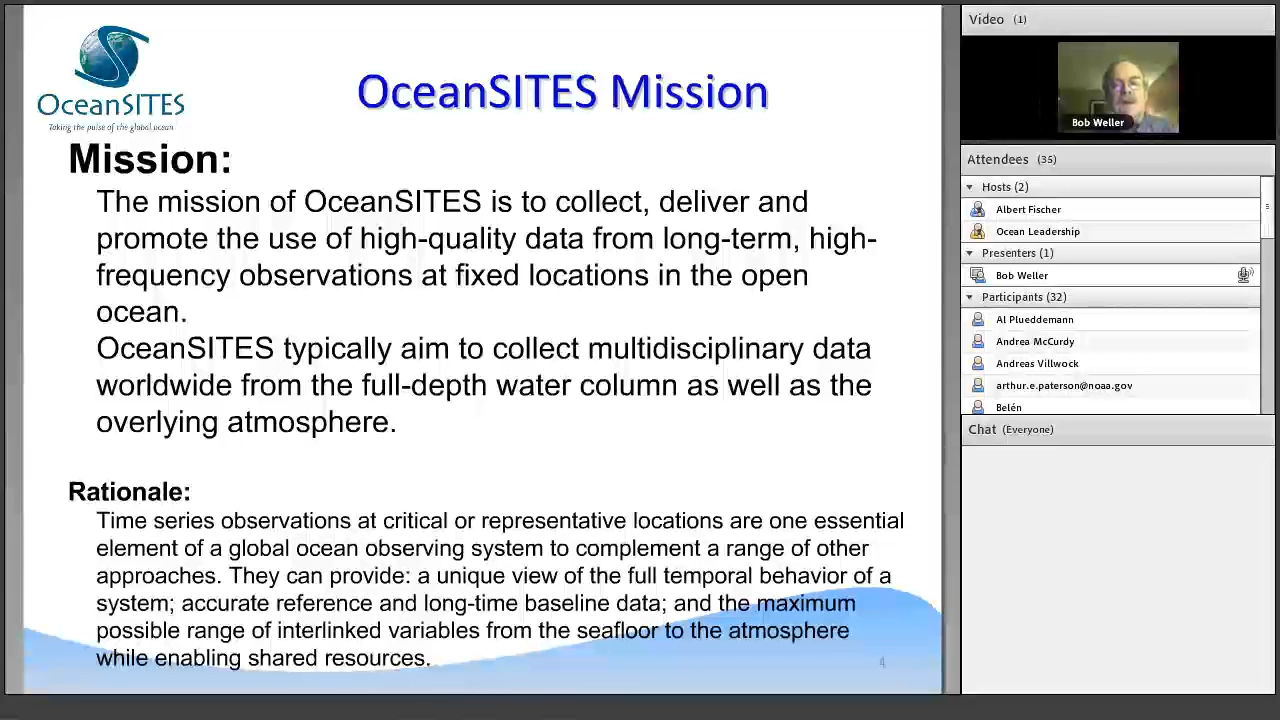 OceanSITES
Taking the pulse of the global ocean
OceanSITES Mission
Mission:
The mission of OceanSITES is to collect, deliver and
promote the use of high-quality data from long-term, high-
frequency observations at fixed locations in the open
ocean.
OceanSITES typically aim to collect multidisciplinary data
worldwide from the full-depth water column as well as the
overlying atmosphere.
Rationale:
Time series observations at critical or representative locations are one essential
element of a global ocean observing system to complement a range of other
approaches. They can provide: a unique view of the full temporal behavior of a
system; accurate reference and long-time baseline data; and the maximum
possible range of interlinked variables from the seafloor to the atmosphere
while enabling shared resources.
4
Video (1)
Bob Weller
Attendees (35)
Hosts (2)
Albert Fischer
Ocean Leadership
Presenters (1)
Bob Weller
Participants (32)
Al Plueddemann
Andrea McCurdy
Andreas Villwock
arthur.e.paterson@noaa.gov
Belén
Chat (Everyone)